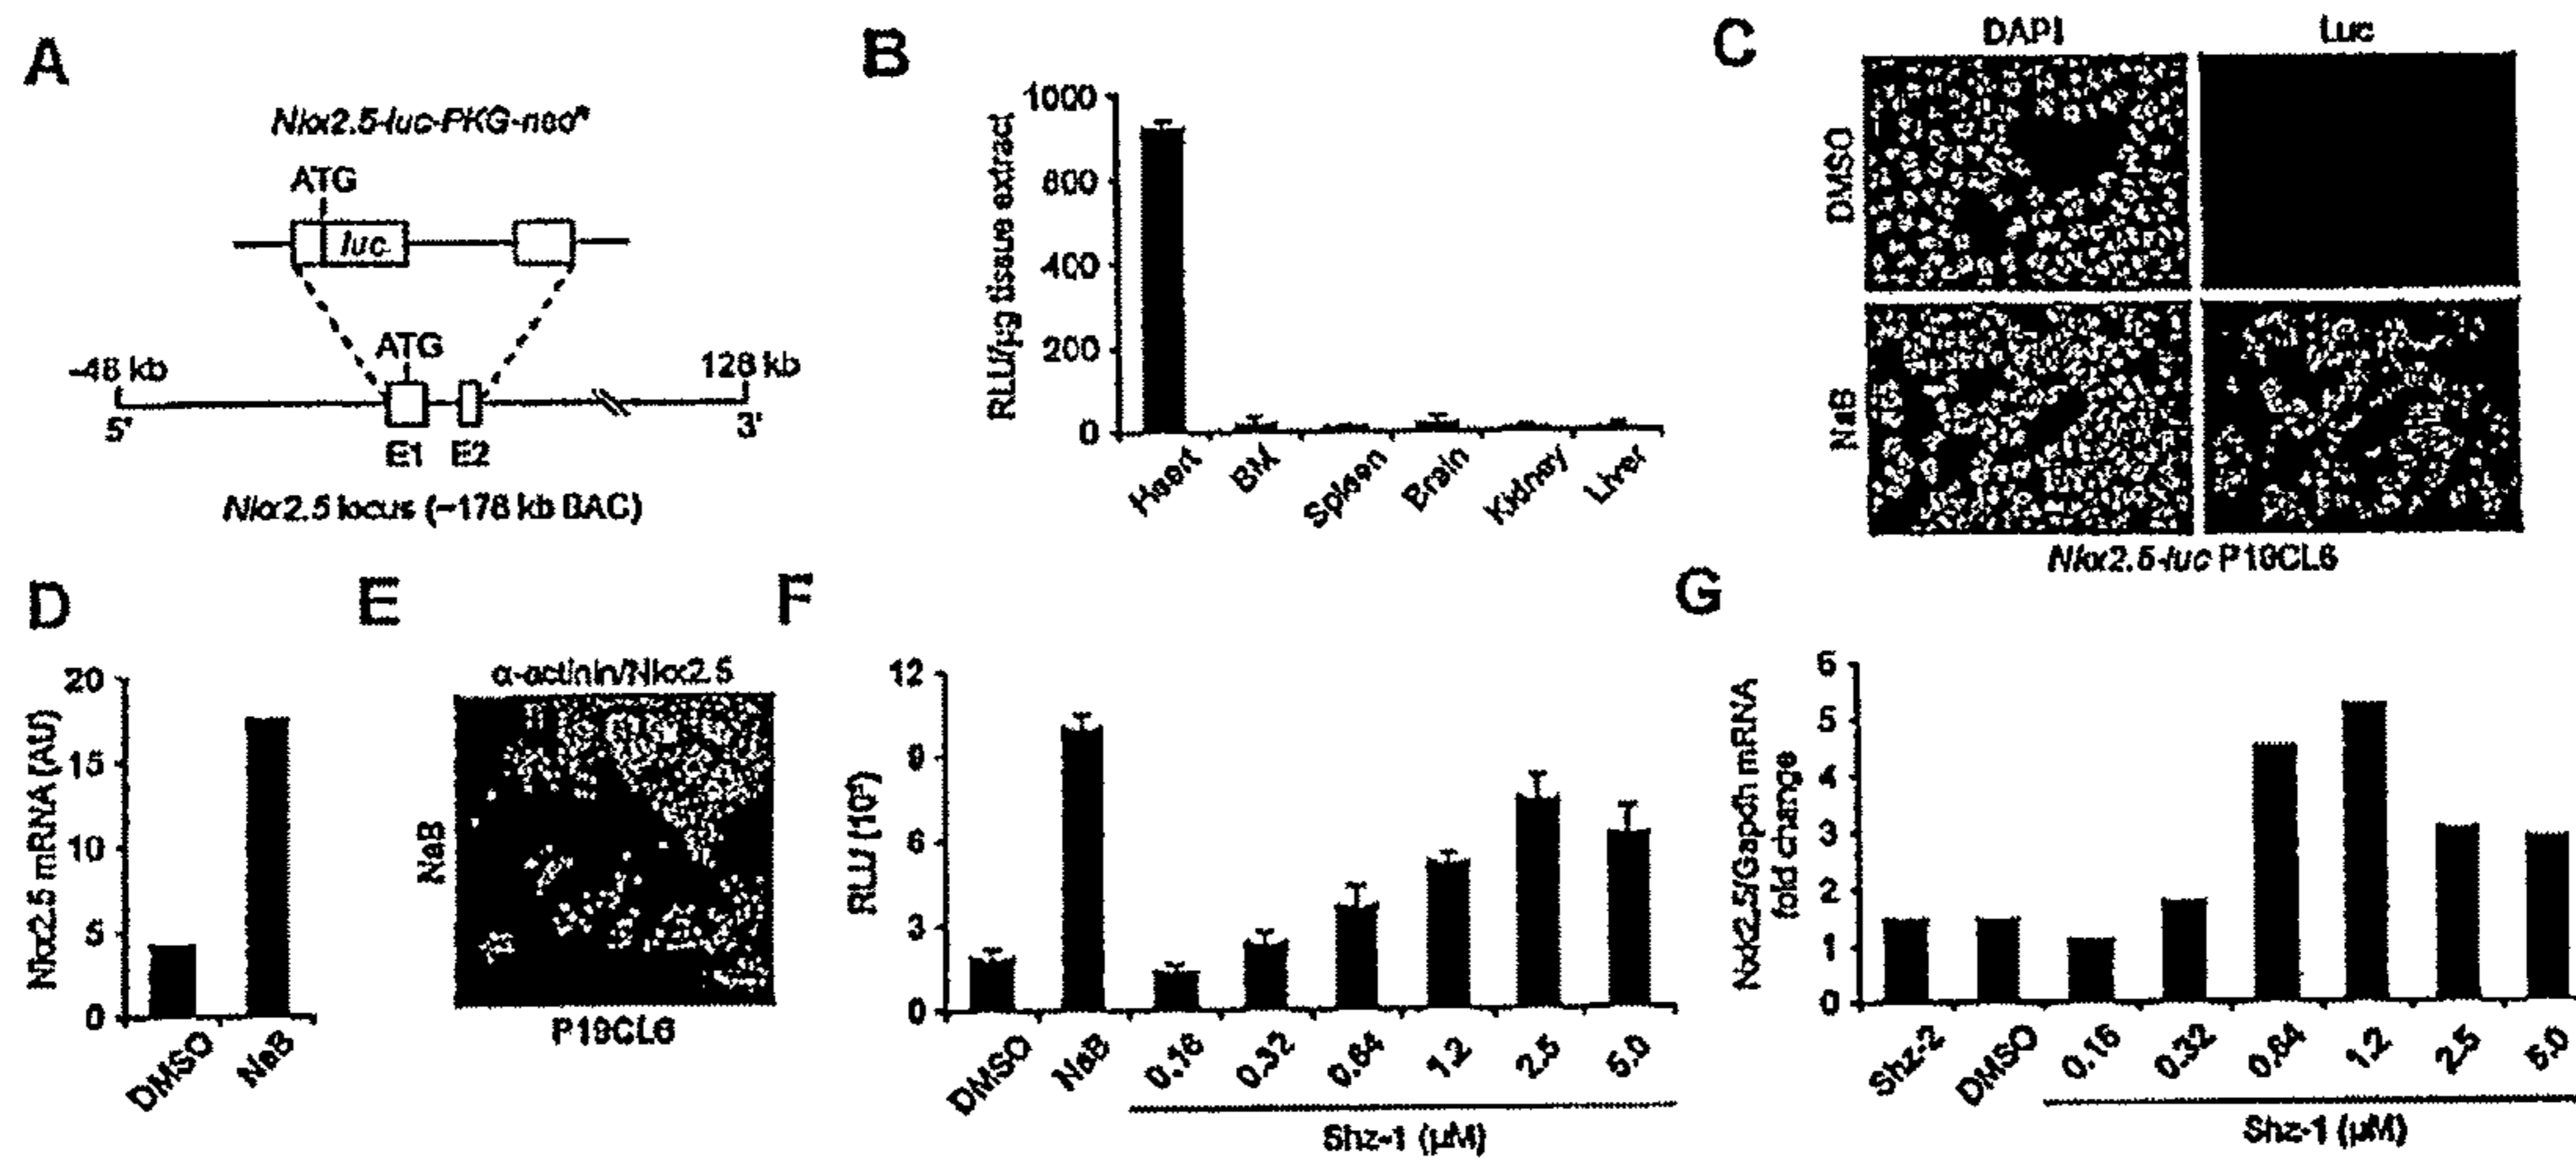 A
Nkx2.5-luc-PKG-neoᴿ
ATG
luc
ATG
~48 kb
128 kb
5'
3'
E1 E2
Nkx2.5 locus (~176 kb BAC)
B
RLU/µg tissue extract
1000
800
400
200
0
Heart
BM
Spleen
Brain
Kidney
Liver
C
DAPI
Luc
DMSO
NaB
Nkx2.5-luc P19CL6
D
Nkx2.5 mRNA (AU)
20
15
10
5
0
DMSO
NaB
E
α-actinin/Nkx2.5
NaB
P19CL6
F
12
9
6
3
0
DMSO
NaB
0.16
0.32
0.64
1.2
2.5
5.0
Shz-1 (µM)
G
Nxk2.5/Gapdh mRNA
fold change
6
5
4
3
2
1
0
Shz-2
DMSO
0.16
0.32
0.64
1.2
2.5
5.0
Shz-1 (µM)